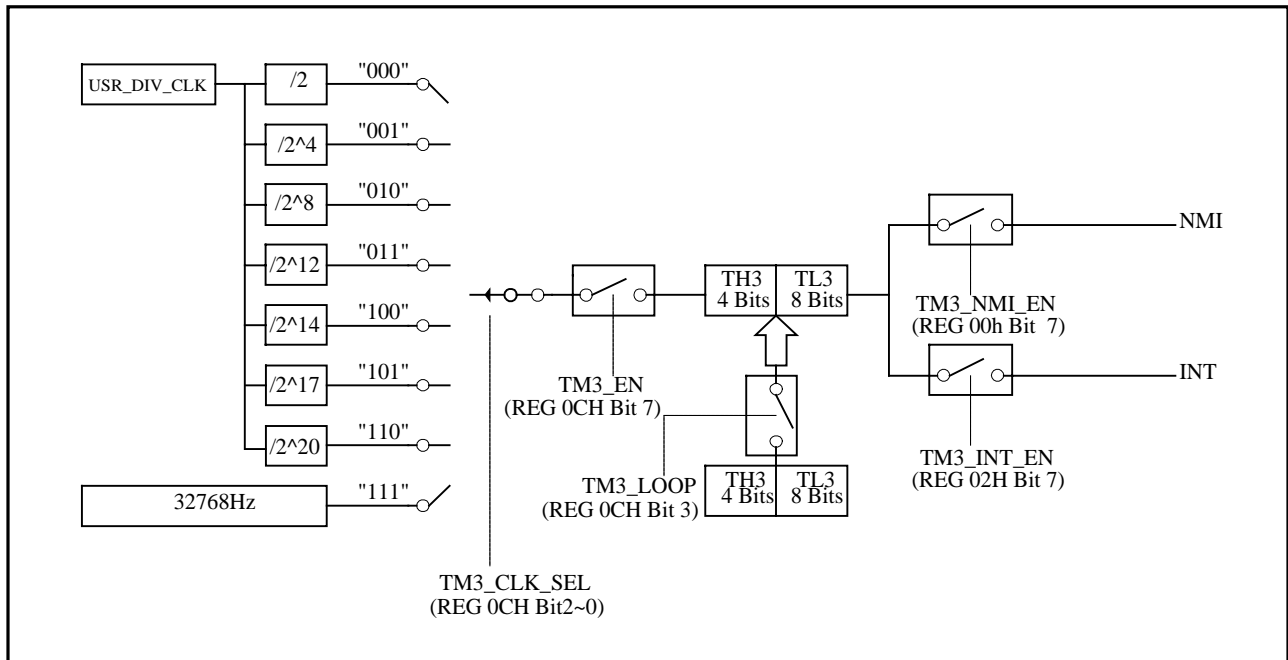 USR_DIV_CLK
/2
"000"
/2^4
"001"
/2^8
"010"
/2^12
"011"
/2^14
"100"
/2^17
"101"
/2^20
"110"
32768Hz
"111"
TM3_CLK_SEL
(REG 0CH Bit2~0)
TM3_EN
(REG 0CH Bit 7)
TH3
4 Bits
TL3
8 Bits
TM3_LOOP
(REG 0CH Bit 3)
TH3
4 Bits
TL3
8 Bits
NMI
TM3_NMI_EN
(REG 00h Bit 7)
INT
TM3_INT_EN
(REG 02H Bit 7)